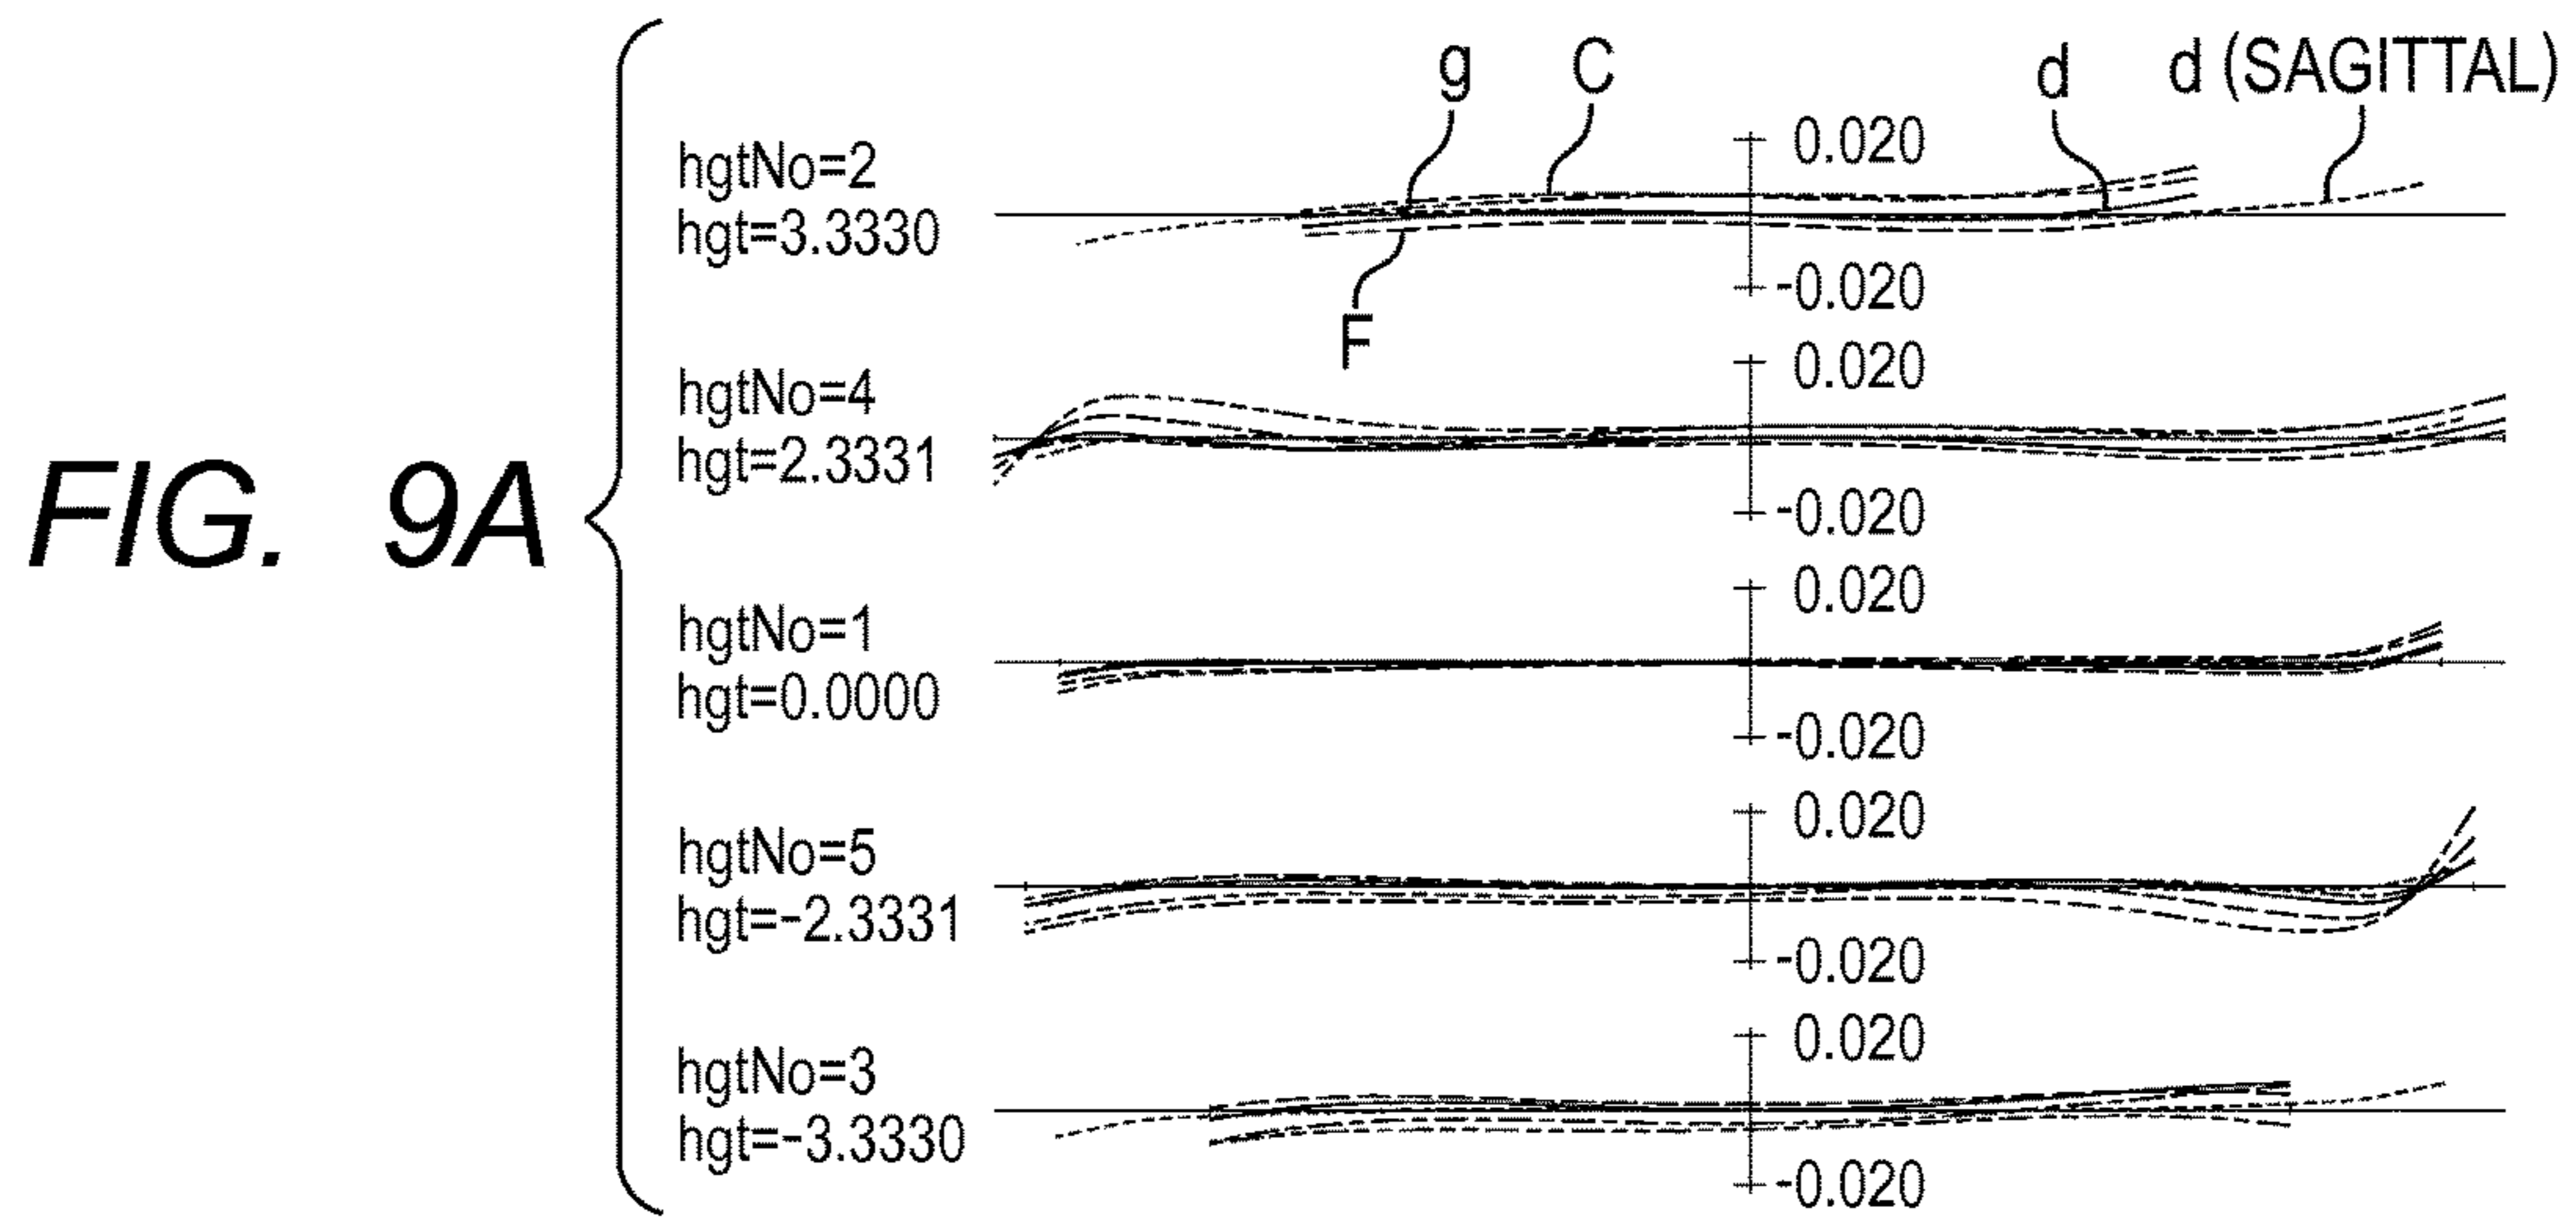 FIG. 9A
g C d d (SAGITTAL)
F
hgtNo=2
hgt=3.3330
0.020
-0.020
hgtNo=4
hgt=2.3331
0.020
-0.020
hgtNo=1
hgt=0.0000
0.020
-0.020
hgtNo=5
hgt=-2.3331
0.020
-0.020
hgtNo=3
hgt=-3.3330
0.020
-0.020